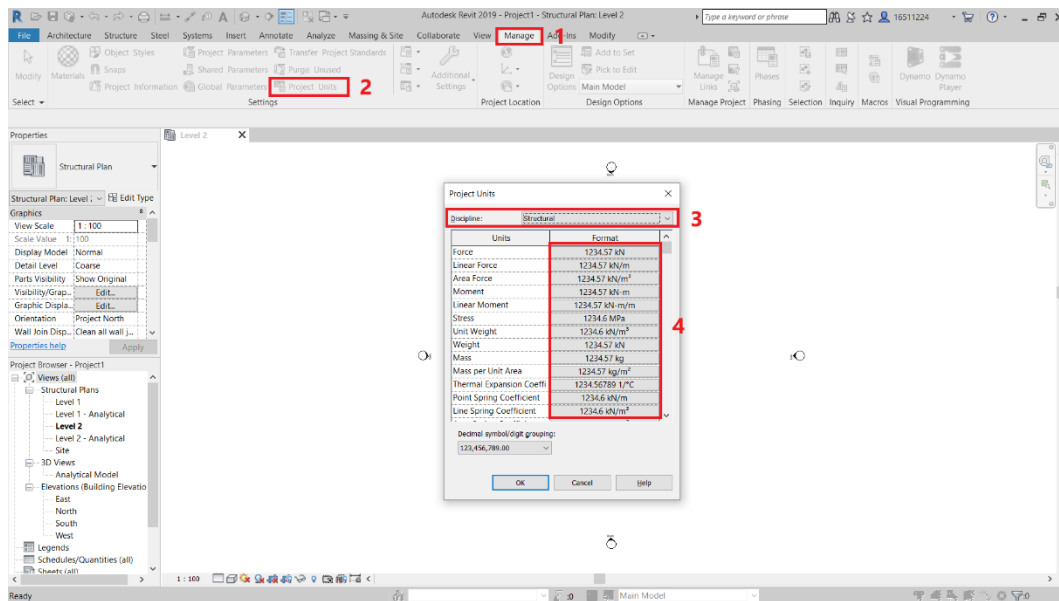 Autodesk Revit 2019 - Project1 - Structural Plan: Level 2
Type a keyword or phrase
16511224
File Architecture Structure Steel Systems Insert Annotate Analyze Massing & Site Collaborate View Manage Add-Ins Modify
1
Modify
Materials
Object Styles
Snaps
Project Information
Project Parameters
Shared Parameters
Global Parameters
Transfer Project Standards
Purge Unused
Project Units
2
Additional Settings
Design Options
Add to Set
Pick to Edit
Main Model
Manage Links
Phases
Dynamo
Dynamo Player
Select
Settings
Project Location
Design Options
Manage Project
Phasing
Selection
Inquiry
Macros
Visual Programming
Properties
Level 2
Structural Plan
Structural Plan: Level
Edit Type
Graphics
View Scale 1 : 100
Scale Value 1: 100
Display Model Normal
Detail Level Coarse
Parts Visibility Show Original
Visibility/Grap... Edit...
Graphic Displa... Edit...
Orientation Project North
Wall Join Disp... Clean all wall j...
Properties help
Apply
Project Browser - Project1
Views (all)
Structural Plans
Level 1
Level 1 - Analytical
Level 2
Level 2 - Analytical
Site
3D Views
Analytical Model
Elevations (Building Elevatio
East
North
South
West
Legends
Schedules/Quantities (all)
Sheets (all)
Project Units
Discipline: Structural
3
Units Format
Force 1234.57 kN
Linear Force 1234.57 kN/m
Area Force 1234.57 kN/m²
Moment 1234.57 kN-m
Linear Moment 1234.57 kN-m/m
Stress 1234.6 MPa
Unit Weight 1234.6 kN/m³
Weight 1234.57 kN
Mass 1234.57 kg
Mass per Unit Area 1234.57 kg/m²
Thermal Expansion Coeffi 1234.56789 1/°C
Point Spring Coefficient 1234.6 kN/m
Line Spring Coefficient 1234.6 kN/m²
4
Decimal symbol/digit grouping:
123,456,789.00
OK Cancel Help
1 : 100
Ready
:0
Main Model
:0